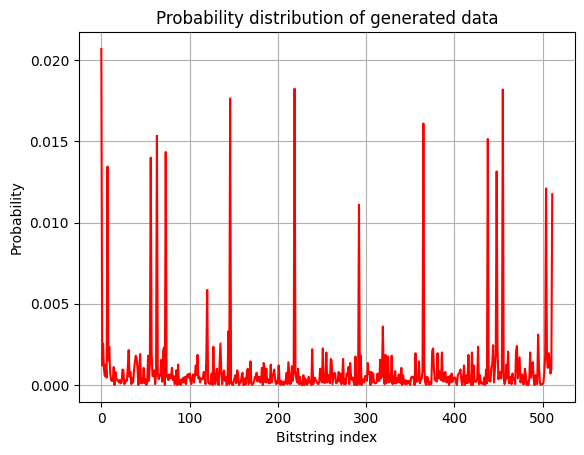 Probability distribution of generated data
0.020
0.015
0.010
0.005
0.000
Probability
0 100 200 300 400 500
Bitstring index